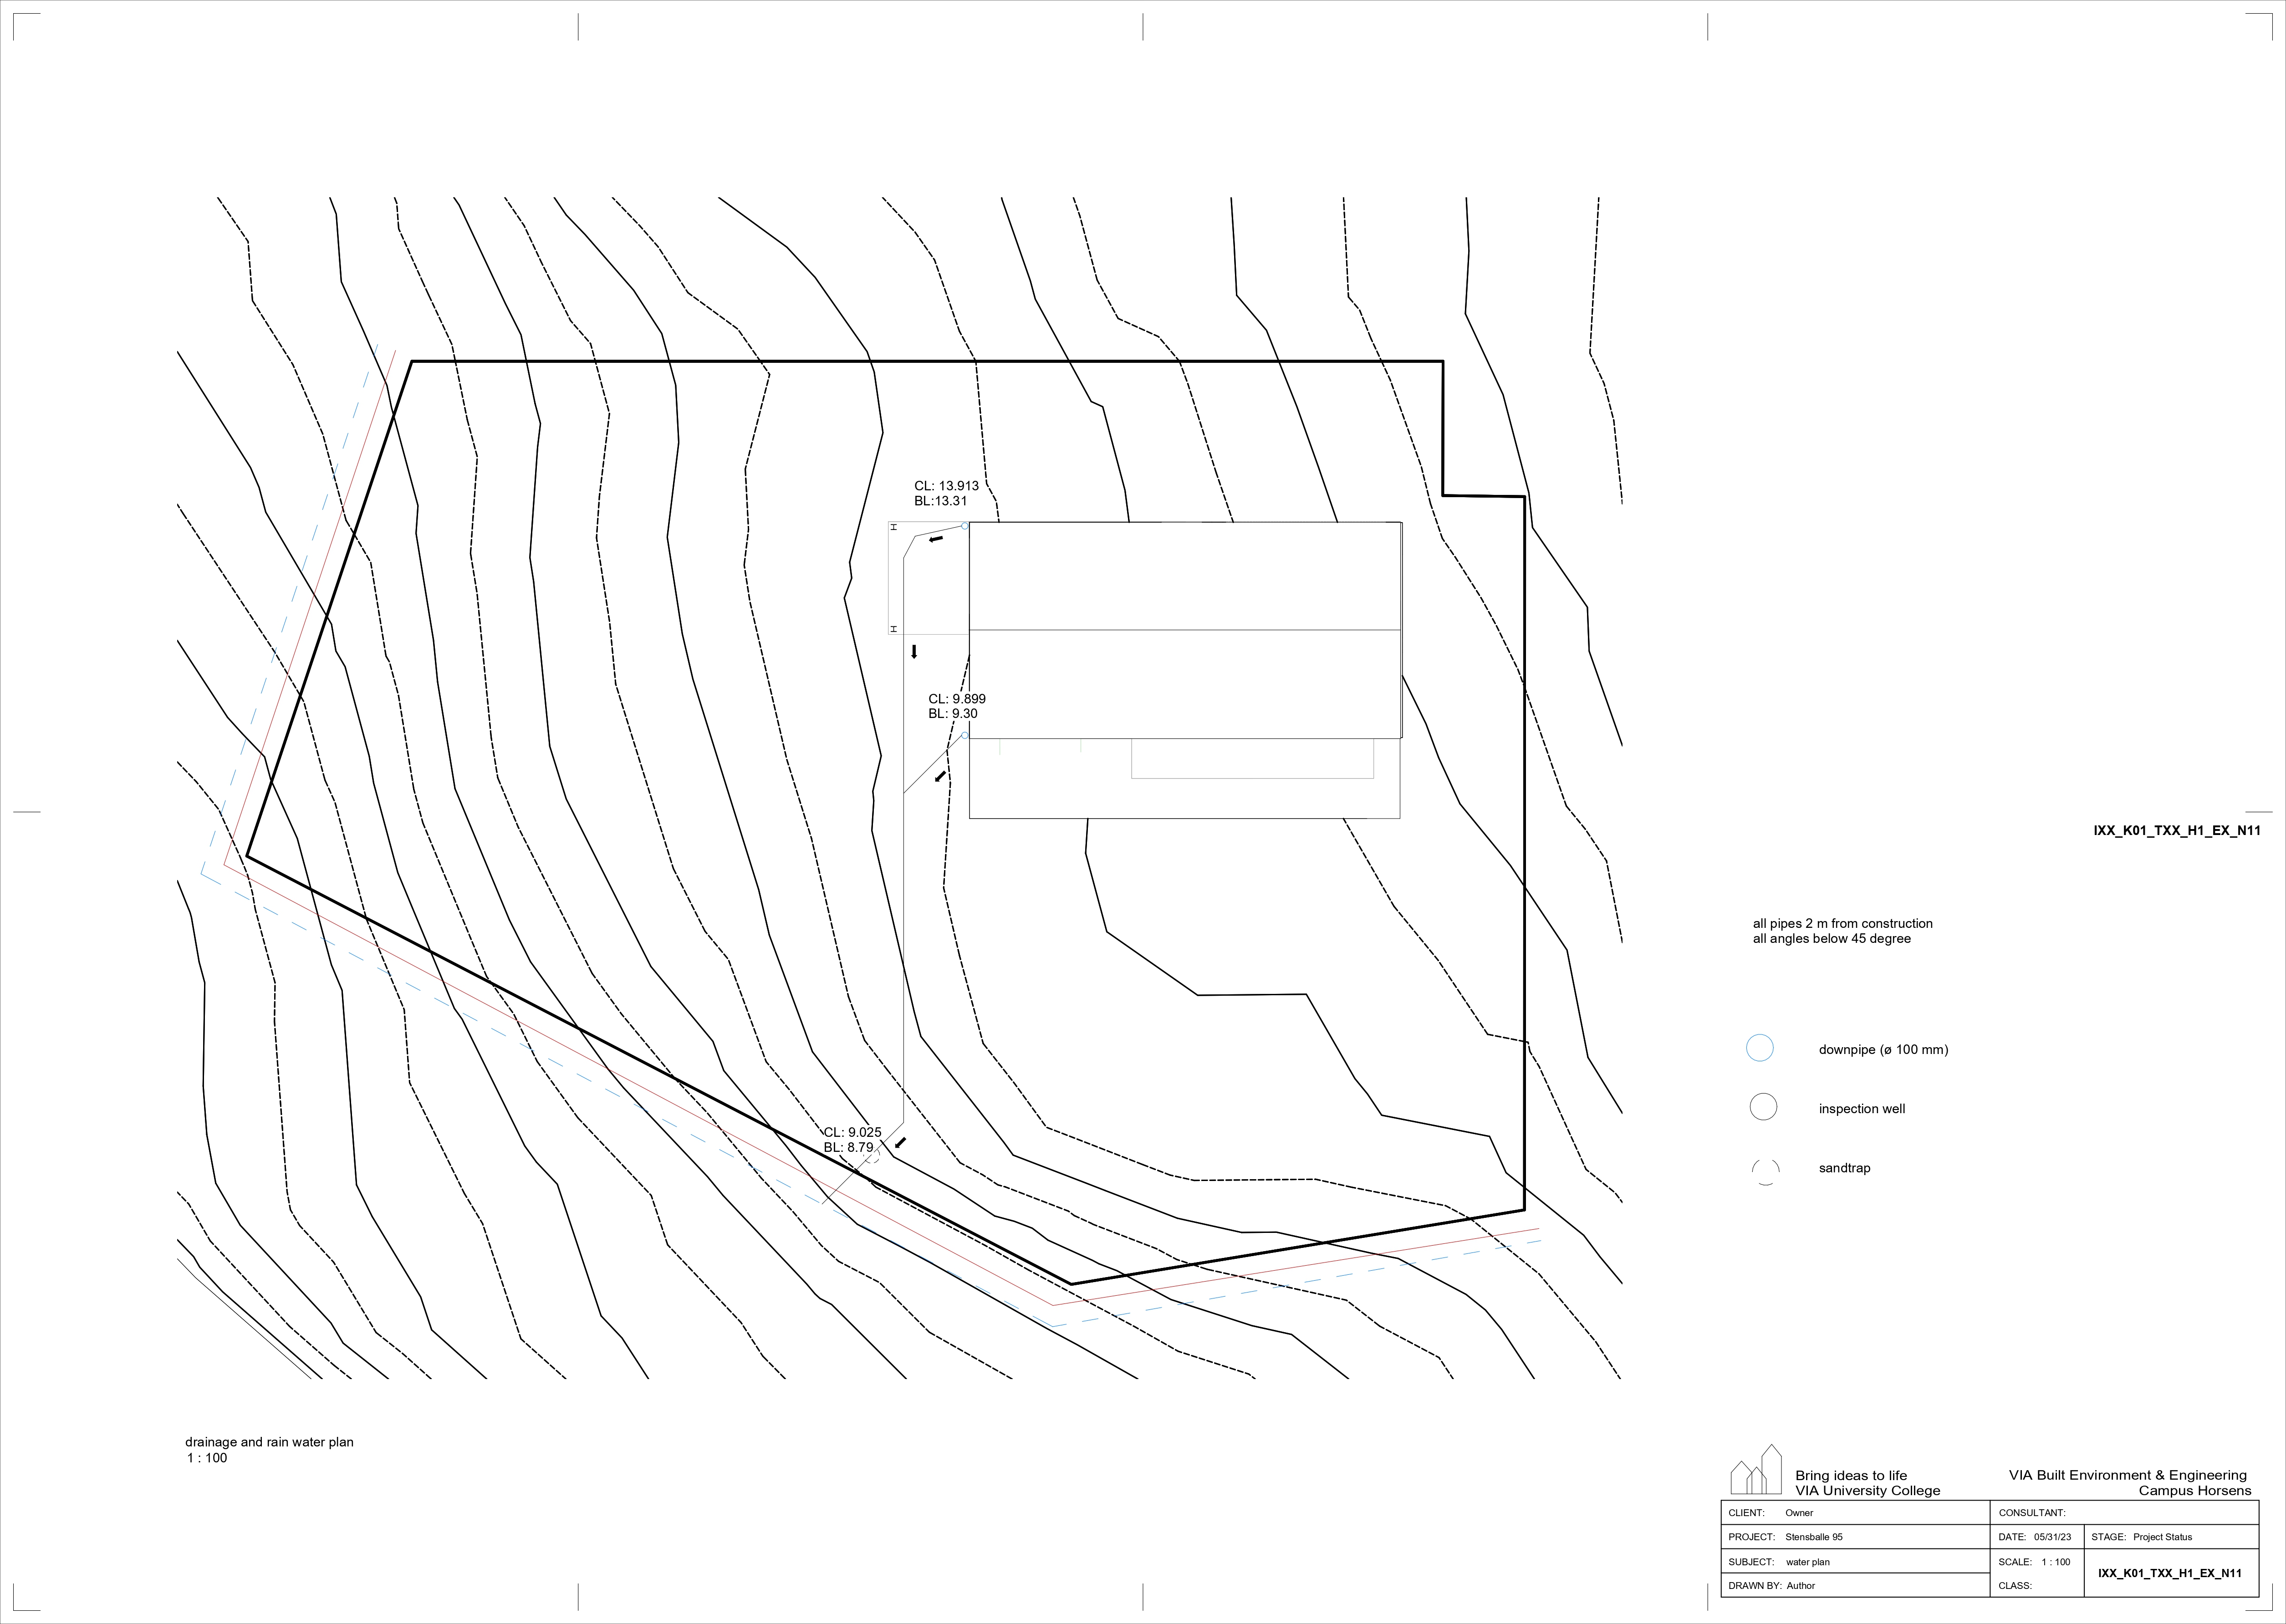 CL: 13.913
BL:13.31
H
H
CL: 9.899
BL: 9.30
IXX_K01_TXX_H1_EX_N11
all pipes 2 m from construction
all angles below 45 degree
downpipe (ø 100 mm)
inspection well
sandtrap
CL: 9.025
BL: 8.79
drainage and rain water plan
1 : 100
Bring ideas to life
VIA University College
VIA Built Environment & Engineering
Campus Horsens
CLIENT: Owner
CONSULTANT:
PROJECT: Stensballe 95
DATE: 05/31/23
STAGE: Project Status
SUBJECT: water plan
SCALE: 1 : 100
IXX_K01_TXX_H1_EX_N11
DRAWN BY: Author
CLASS: